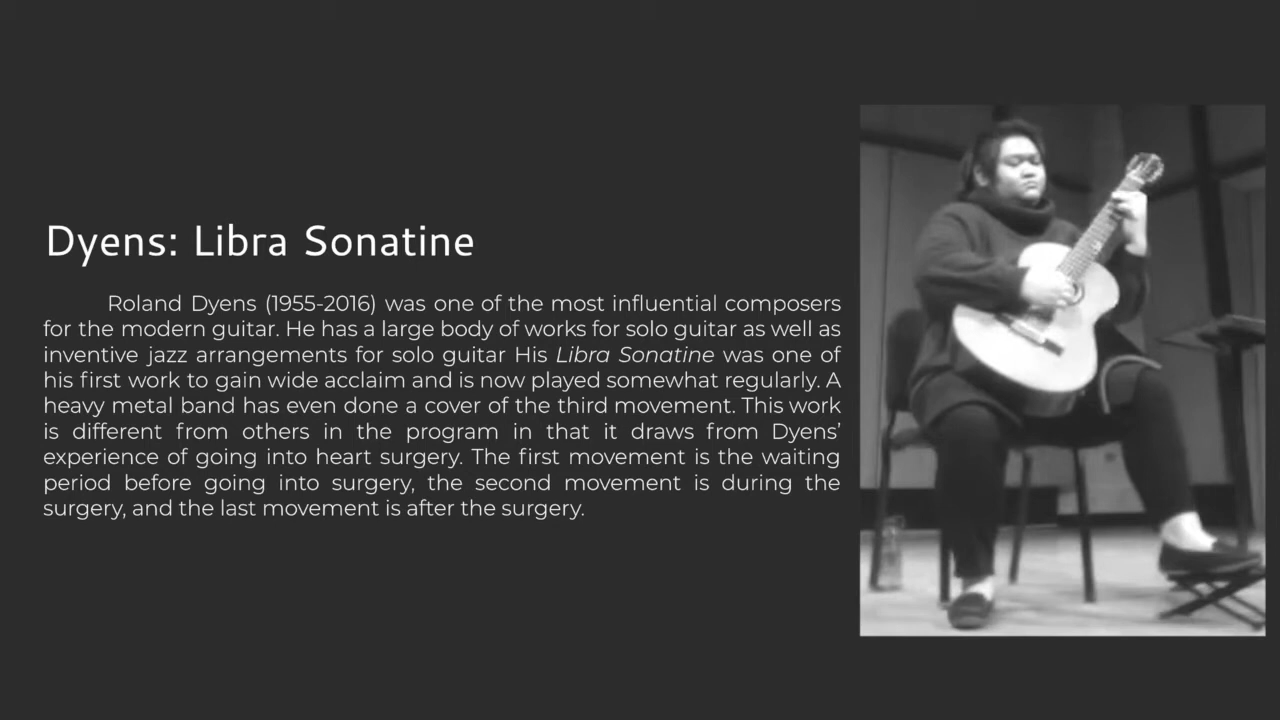 Dyens: Libra Sonatine
Roland Dyens (1955-2016) was one of the most influential composers
for the modern guitar. He has a large body of works for solo guitar as well as
inventive jazz arrangements for solo guitar His Libra Sonatine was one of
his first work to gain wide acclaim and is now played somewhat regularly. A
heavy metal band has even done a cover of the third movement. This work
is different from others in the program in that it draws from Dyens’
experience of going into heart surgery. The first movement is the waiting
period before going into surgery, the second movement is during the
surgery, and the last movement is after the surgery.